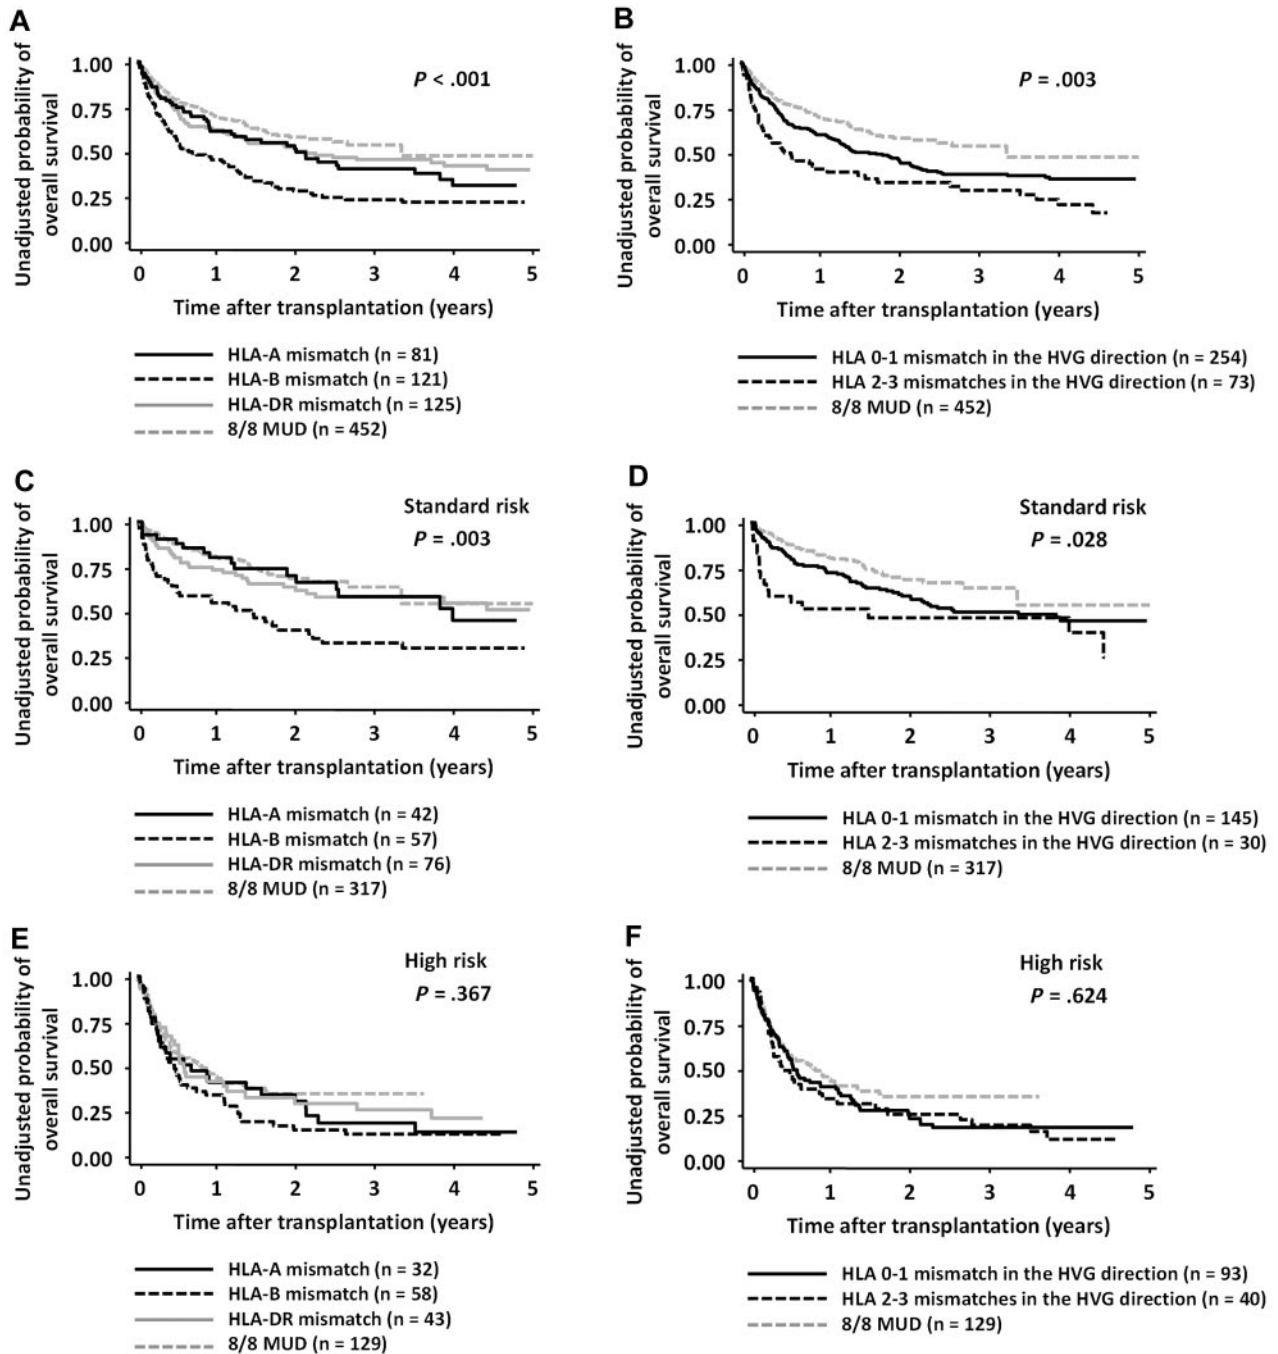 A
Unadjusted probability of
overall survival
1.00
0.75
0.50
0.25
0.00
P < .001
0 1 2 3 4 5
Time after transplantation (years)
HLA-A mismatch (n = 81)
HLA-B mismatch (n = 121)
HLA-DR mismatch (n = 125)
8/8 MUD (n = 452)
B
Unadjusted probability of
overall survival
1.00
0.75
0.50
0.25
0.00
P = .003
0 1 2 3 4 5
Time after transplantation (years)
HLA 0-1 mismatch in the HVG direction (n = 254)
HLA 2-3 mismatches in the HVG direction (n = 73)
8/8 MUD (n = 452)
C
Unadjusted probability of
overall survival
1.00
0.75
0.50
0.25
0.00
Standard risk
P = .003
0 1 2 3 4 5
Time after transplantation (years)
HLA-A mismatch (n = 42)
HLA-B mismatch (n = 57)
HLA-DR mismatch (n = 76)
8/8 MUD (n = 317)
D
Unadjusted probability of
overall survival
1.00
0.75
0.50
0.25
0.00
Standard risk
P = .028
0 1 2 3 4 5
Time after transplantation (years)
HLA 0-1 mismatch in the HVG direction (n = 145)
HLA 2-3 mismatches in the HVG direction (n = 30)
8/8 MUD (n = 317)
E
Unadjusted probability of
overall survival
1.00
0.75
0.50
0.25
0.00
High risk
P = .367
0 1 2 3 4 5
Time after transplantation (years)
HLA-A mismatch (n = 32)
HLA-B mismatch (n = 58)
HLA-DR mismatch (n = 43)
8/8 MUD (n = 129)
F
Unadjusted probability of
overall survival
1.00
0.75
0.50
0.25
0.00
High risk
P = .624
0 1 2 3 4 5
Time after transplantation (years)
HLA 0-1 mismatch in the HVG direction (n = 93)
HLA 2-3 mismatches in the HVG direction (n = 40)
8/8 MUD (n = 129)